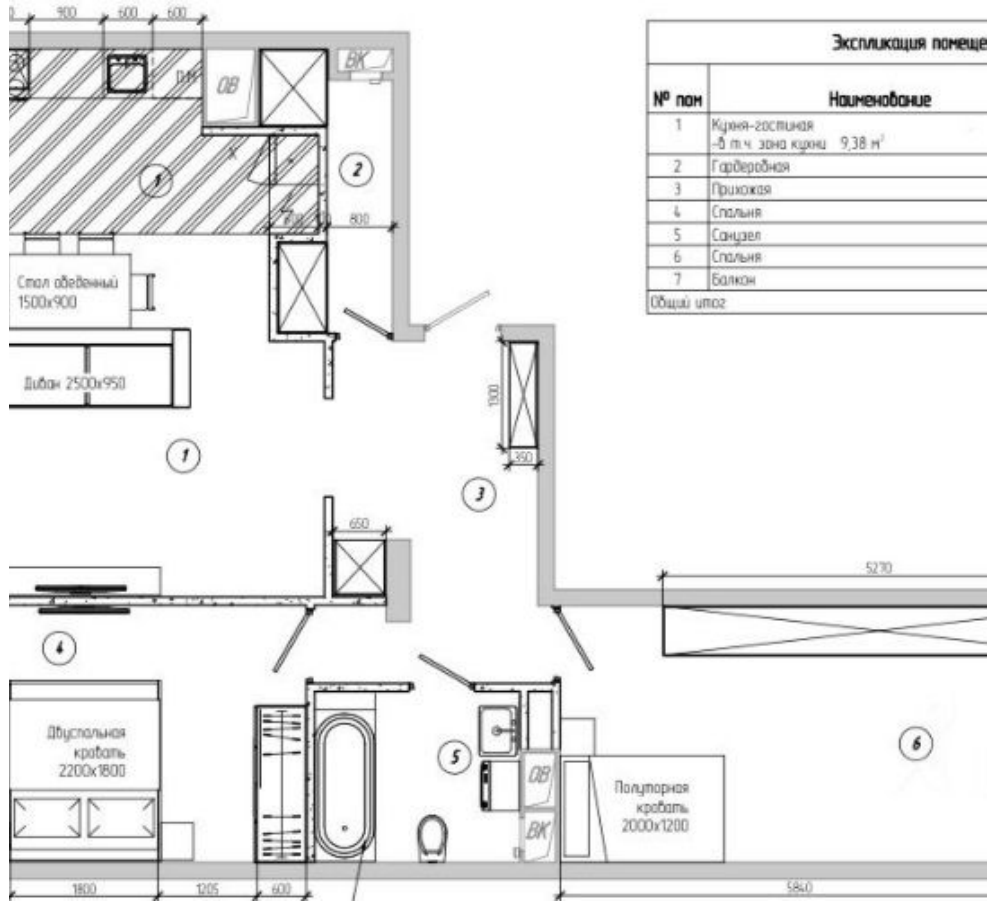 900
600
600
Экспликация помеще
№ пом
Наименование
1
Кухня-гостиная
-в т.ч. зона кухни 9,38 м²
2
Гардеробная
3
Прихожая
4
Спальня
5
Санузел
6
Спальня
7
Балкон
Общий итог
ВК
ОВ
ПМ
X
1
2
800
Стол обеденный
1500х900
Диван 2500х950
1
1300
350
3
650
5270
4
Двуспальная
кровать
2200х1800
5
6
ОВ
ВК
Полуторная
кровать
2000х1200
1800
1205
600
5840